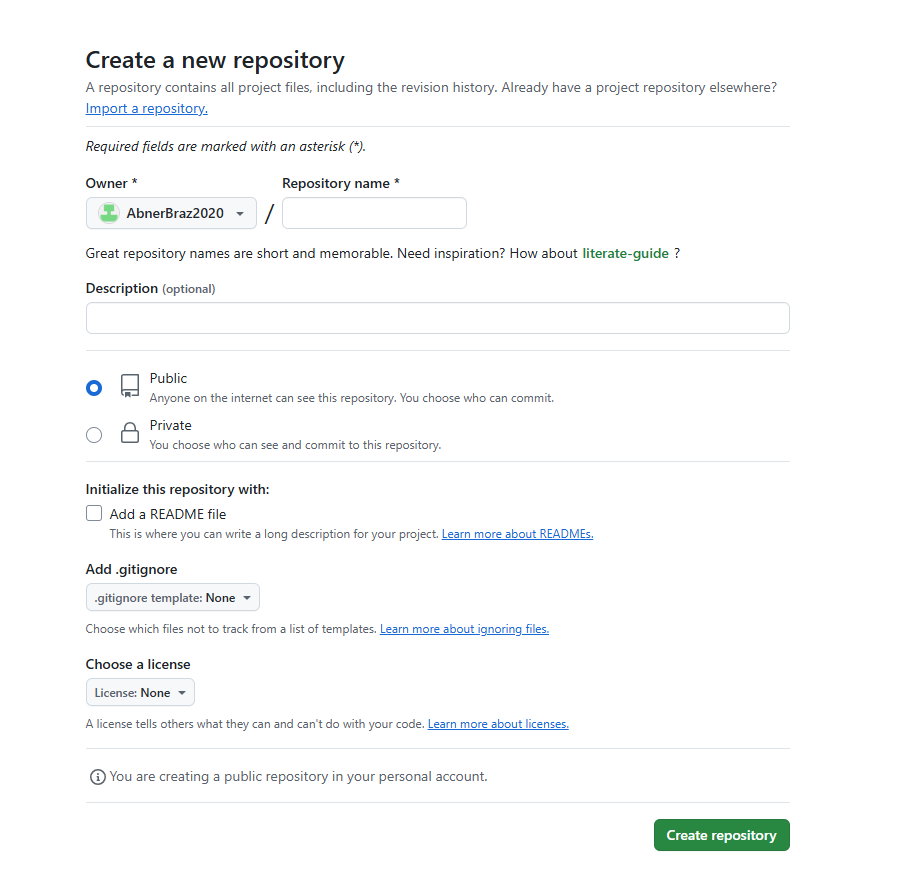 Create a new repository
A repository contains all project files, including the revision history. Already have a project repository elsewhere?
Import a repository.
Required fields are marked with an asterisk (*).
Owner * Repository name *
AbnerBraz2020 /
Great repository names are short and memorable. Need inspiration? How about literate-guide ?
Description (optional)
Public
Anyone on the internet can see this repository. You choose who can commit.
Private
You choose who can see and commit to this repository.
Initialize this repository with:
Add a README file
This is where you can write a long description for your project. Learn more about READMEs.
Add .gitignore
.gitignore template: None
Choose which files not to track from a list of templates. Learn more about ignoring files.
Choose a license
License: None
A license tells others what they can and can't do with your code. Learn more about licenses.
You are creating a public repository in your personal account.
Create repository